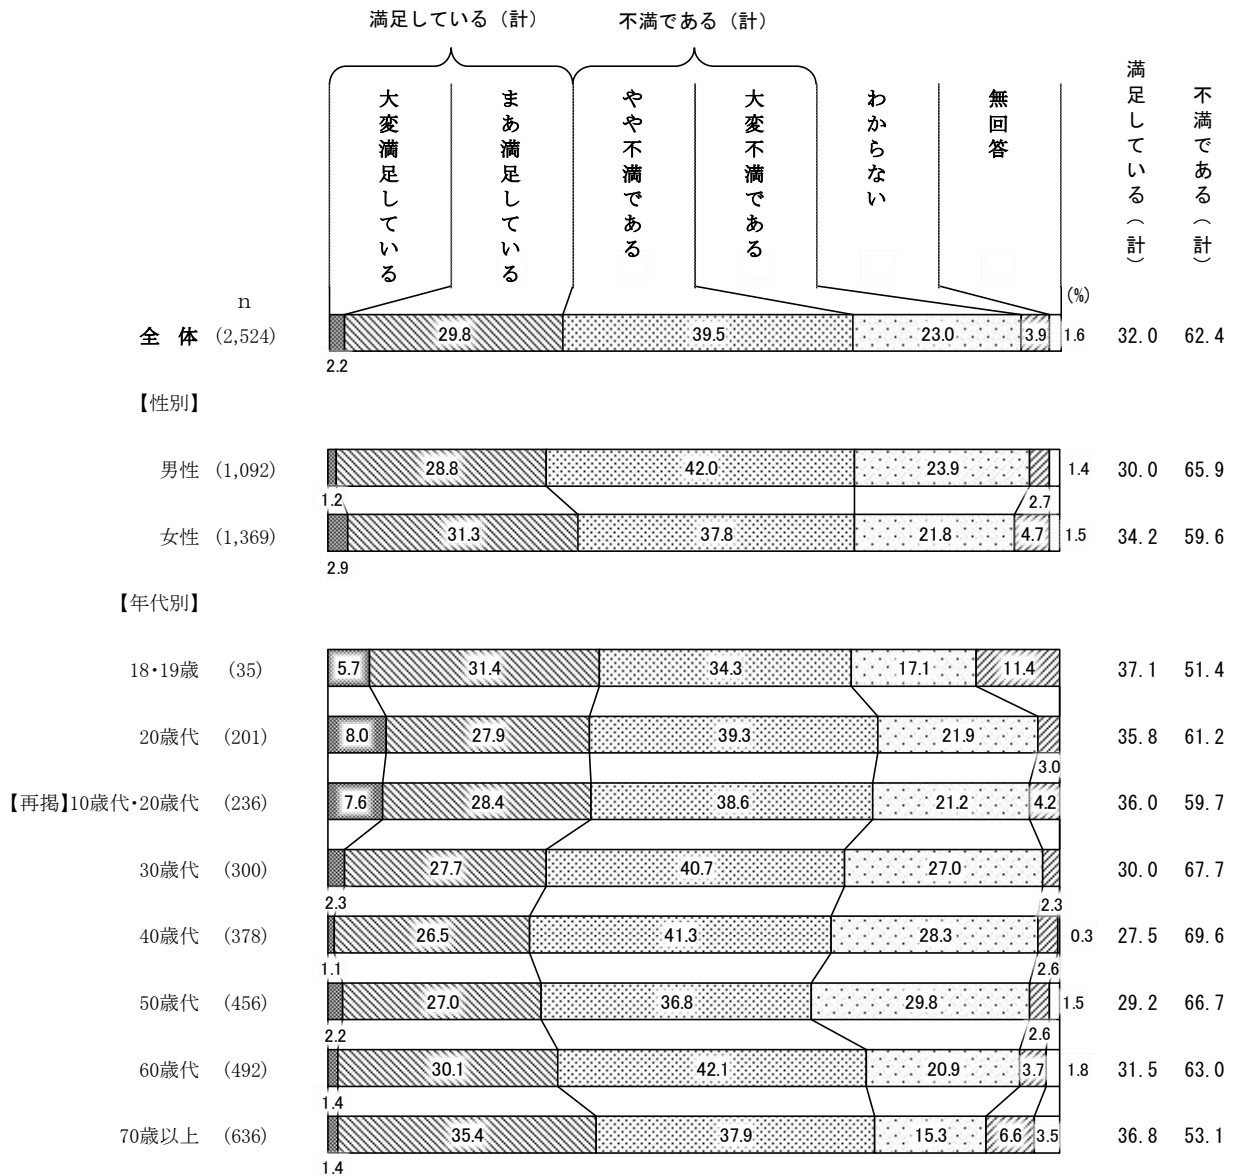 満足している（計）
不満である（計）
大変満足している
まあ満足している
やや不満である
大変不満である
わからない
無回答
満足している（計）
不満である（計）
n
(%)
全 体 (2,524) 29.8 39.5 23.0 3.9 1.6 32.0 62.4
2.2
【性別】
男性 (1,092) 28.8 42.0 23.9 1.4 30.0 65.9
1.2 2.7
女性 (1,369) 31.3 37.8 21.8 4.7 1.5 34.2 59.6
2.9
【年代別】
18・19歳 (35) 5.7 31.4 34.3 17.1 11.4 37.1 51.4
20歳代 (201) 8.0 27.9 39.3 21.9 35.8 61.2
3.0
【再掲】10歳代・20歳代 (236) 7.6 28.4 38.6 21.2 4.2 36.0 59.7
30歳代 (300) 27.7 40.7 27.0 30.0 67.7
2.3 2.3
40歳代 (378) 26.5 41.3 28.3 0.3 27.5 69.6
1.1 2.6
50歳代 (456) 27.0 36.8 29.8 1.5 29.2 66.7
2.2 2.6
60歳代 (492) 30.1 42.1 20.9 3.7 1.8 31.5 63.0
1.4
70歳以上 (636) 35.4 37.9 15.3 6.6 3.5 36.8 53.1
1.4